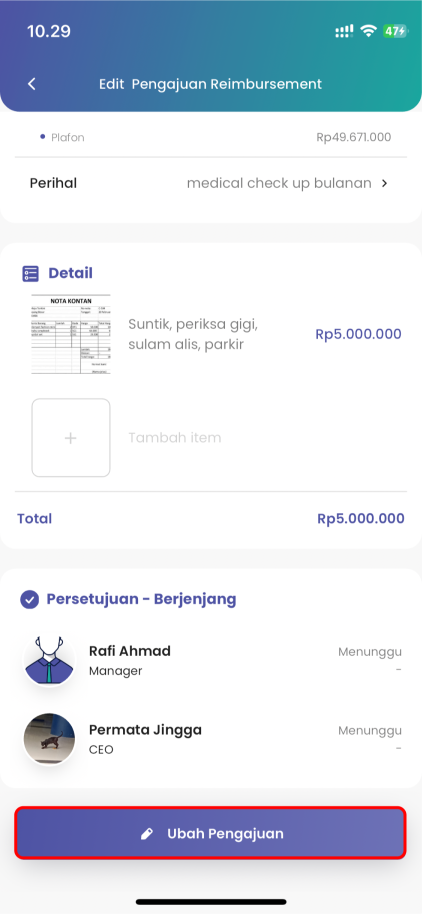 10.29
47
Edit Pengajuan Reimbursement
Plafon Rp49.671.000
Perihal medical check up bulanan
Detail
NOTA KONTAN
Suntik, periksa gigi,
sulam alis, parkir
Rp5.000.000
+
Tambah item
Total Rp5.000.000
Persetujuan - Berjenjang
Rafi Ahmad Menunggu
Manager -
Permata Jingga Menunggu
CEO -
Ubah Pengajuan